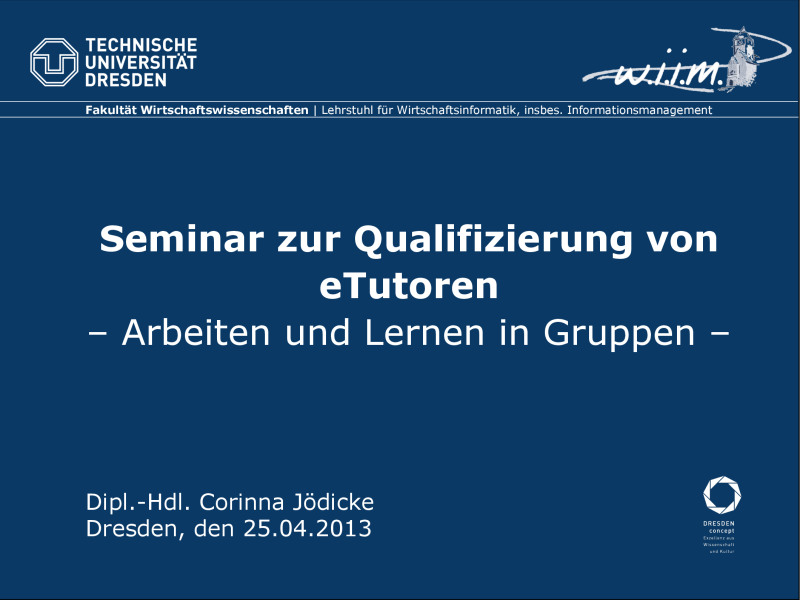 TECHNISCHE
UNIVERSITÄT
DRESDEN
w.i.i.m.
Fakultät Wirtschaftswissenschaften | Lehrstuhl für Wirtschaftsinformatik, insbes. Informationsmanagement
Seminar zur Qualifizierung von
eTutoren
– Arbeiten und Lernen in Gruppen –
Dipl.-Hdl. Corinna Jödicke
Dresden, den 25.04.2013
DRESDEN
concept
Exzellenz aus
Wissenschaft
und Kultur